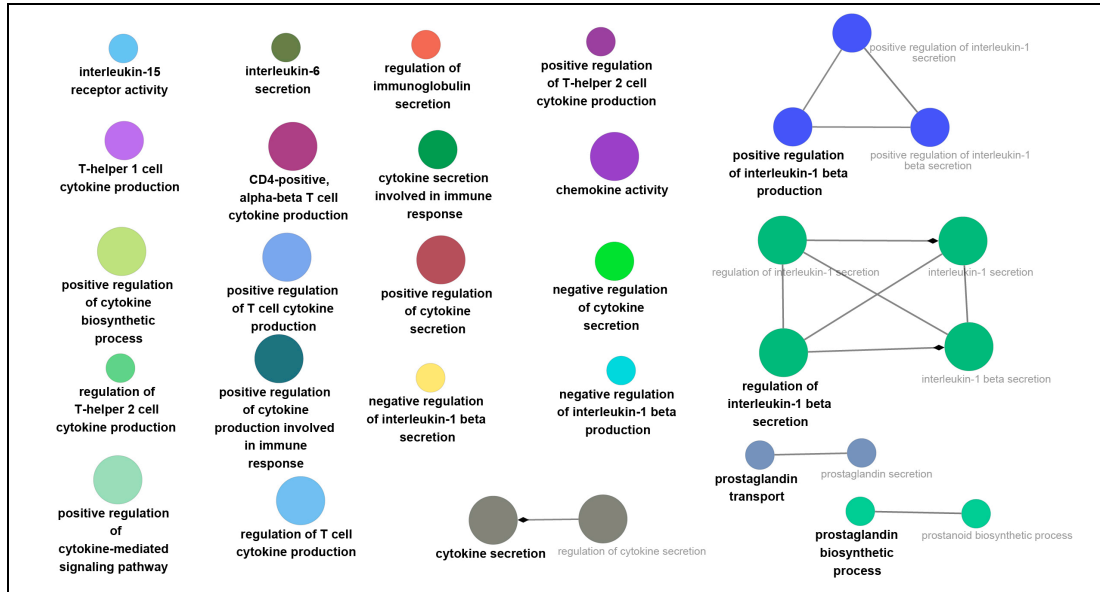 interleukin-15
receptor activity
interleukin-6
secretion
regulation of
immunoglobulin
secretion
positive regulation
of T-helper 2 cell
cytokine production
positive regulation of interleukin-1
secretion
T-helper 1 cell
cytokine production
CD4-positive,
alpha-beta T cell
cytokine production
cytokine secretion
involved in immune
response
chemokine activity
positive regulation
of interleukin-1 beta
production
positive regulation of interleukin-1
beta secretion
positive regulation
of cytokine
biosynthetic
process
positive regulation
of T cell cytokine
production
positive regulation
of cytokine
secretion
negative regulation
of cytokine
secretion
regulation of interleukin-1 secretion
interleukin-1 secretion
regulation of
T-helper 2 cell
cytokine production
positive regulation
of cytokine
production involved
in immune
response
negative regulation
of interleukin-1 beta
secretion
negative regulation
of interleukin-1 beta
production
regulation of
interleukin-1 beta
secretion
interleukin-1 beta secretion
positive regulation
of
cytokine-mediated
signaling pathway
regulation of T cell
cytokine production
cytokine secretion
regulation of cytokine secretion
prostaglandin
transport
prostaglandin secretion
prostaglandin
biosynthetic
process
prostanoid biosynthetic process